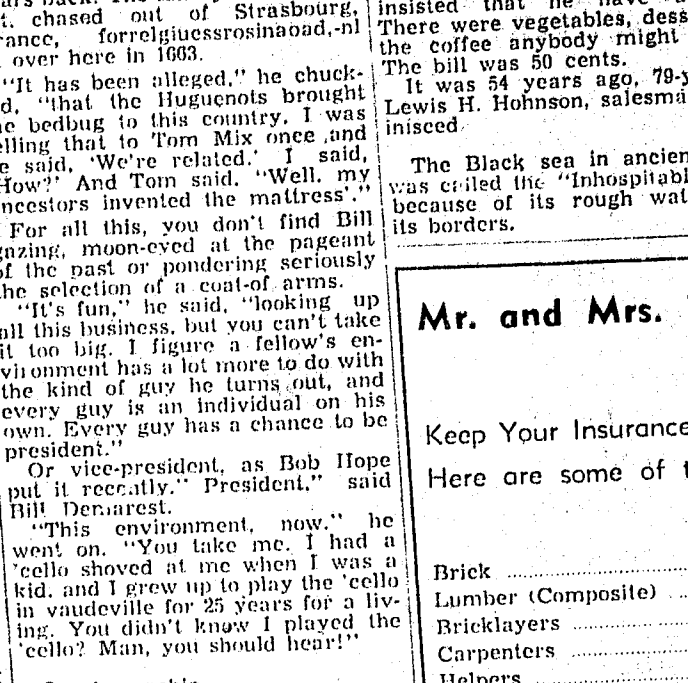 t. chased out of Strasbourg,
rance, forrelgiuessrosinaoad,-nl
over here in 1663.
"It has been alleged," he chuck-
d, "that the Huguenots brought
e bedbug to this country. I was
lling that to Tom Mix once ,and
e said, 'We're related.' I said,
How?' And Tom said. "Well. my
ncestors invented the mattress'."
For all this, you don't find Bill
gazing, moon-eyed at the pageant
of the past or pondering seriously
the selection of a coat-of arms.
"It's fun," he said, "looking up
all this business, but you can't take
it too big. I figure a fellow's en-
vironment has a lot more to do with
the kind of guy he turns out, and
every guy is an individual on his
own. Every guy has a chance to be
president."
Or vice-president, as Bob Hope
put it recently." President," said
Bill Demarest.
"This environment, now." he
went on. "You take me. I had a
'cello shoved at me when I was a
kid, and I grew up to play the 'cello
in vaudeville for 25 years for a liv-
ing. You didn't know I played the
'cello? Man, you should hear!"
insisted that he have
There were vegetables, dess
the coffee anybody might
The bill was 50 cents.
It was 54 years ago, 79-y
Lewis H. Hohnson, salesma
inisced
The Black sea in ancien
was called the "Inhospitabl
because of its rough wat
its borders.
Mr. and Mrs.
Keep Your Insurance
Here are some of t
Brick
Lumber (Composite)
Bricklayers
Carpenters
Helpers